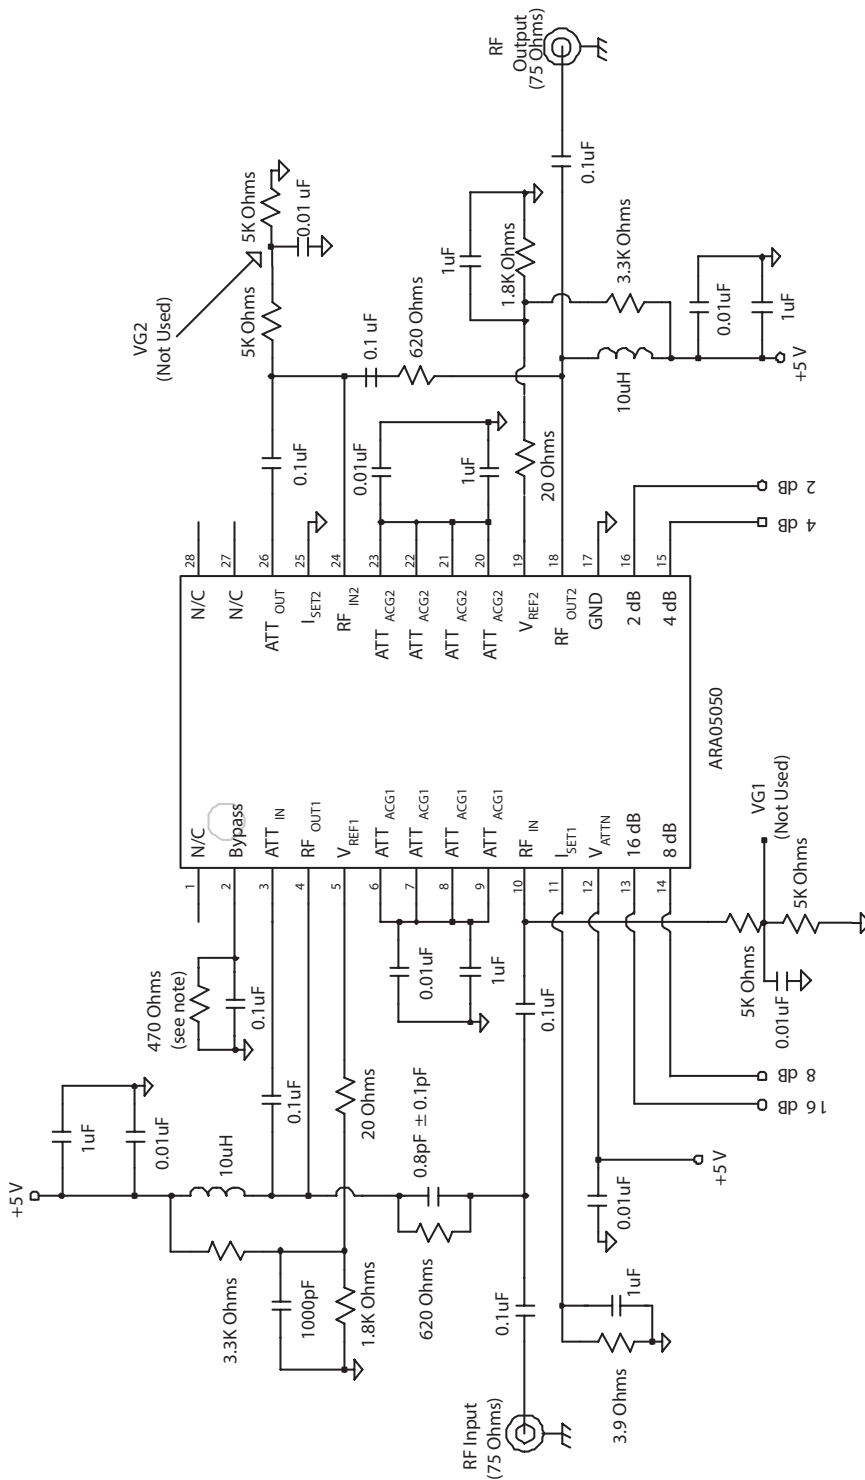 +5 V
1uF
0.01uF
10uH
3.3K Ohms
1000pF
1.8K Ohms
470 Ohms
(see note)
0.1uF
0.1uF
20 Ohms
0.8pF ± 0.1pF
620 Ohms
0.01uF
1uF
0.1uF
0.1uF
RF Input
(75 Ohms)
3.9 Ohms
1uF
0.01uF
+5 V
16 dB
8 dB
5K Ohms
0.01uF
5K Ohms
VG1
(Not Used)
1 N/C
2 Bypass
3 ATT IN
4 RF OUT1
5 VREF1
6 ATT ACG1
7 ATT ACG1
8 ATT ACG1
9 ATT ACG1
10 RF IN
11 ISET1
12 VATTN
13 16 dB
14 8 dB
ARA05050
N/C 28
N/C 27
ATT OUT 26
ISET2 25
RF IN2 24
ATT ACG2 23
ATT ACG2 22
ATT ACG2 21
ATT ACG2 20
VREF2 19
RF OUT2 18
GND 17
2 dB 16
4 dB 15
VG2
(Not Used)
5K Ohms
5K Ohms
0.01 uF
0.1uF
0.1 uF
620 Ohms
0.01uF
1uF
20 Ohms
1uF
1.8K Ohms
3.3K Ohms
10uH
0.01uF
1uF
+5 V
0.1uF
RF
Output
(75 Ohms)
2 dB
4 dB